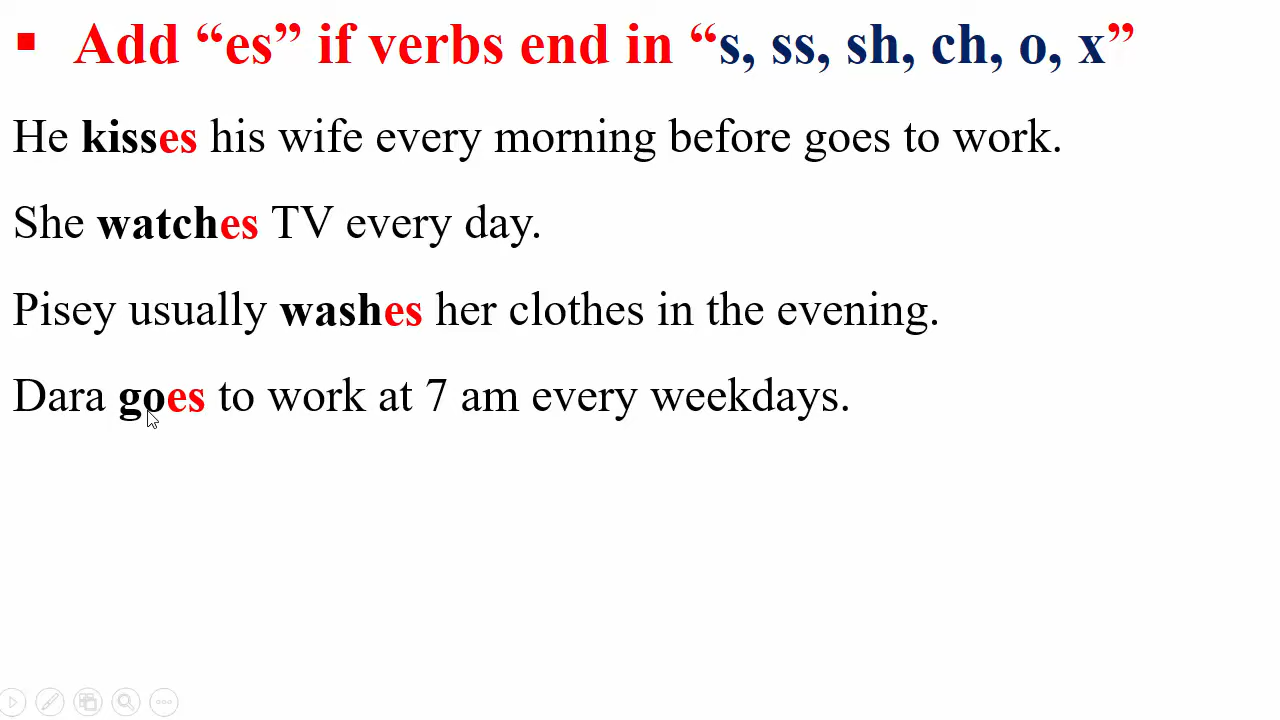 ▪ Add “es” if verbs end in “s, ss, sh, ch, o, x”
He kisses his wife every morning before goes to work.
She watches TV every day.
Pisey usually washes her clothes in the evening.
Dara goes to work at 7 am every weekdays.